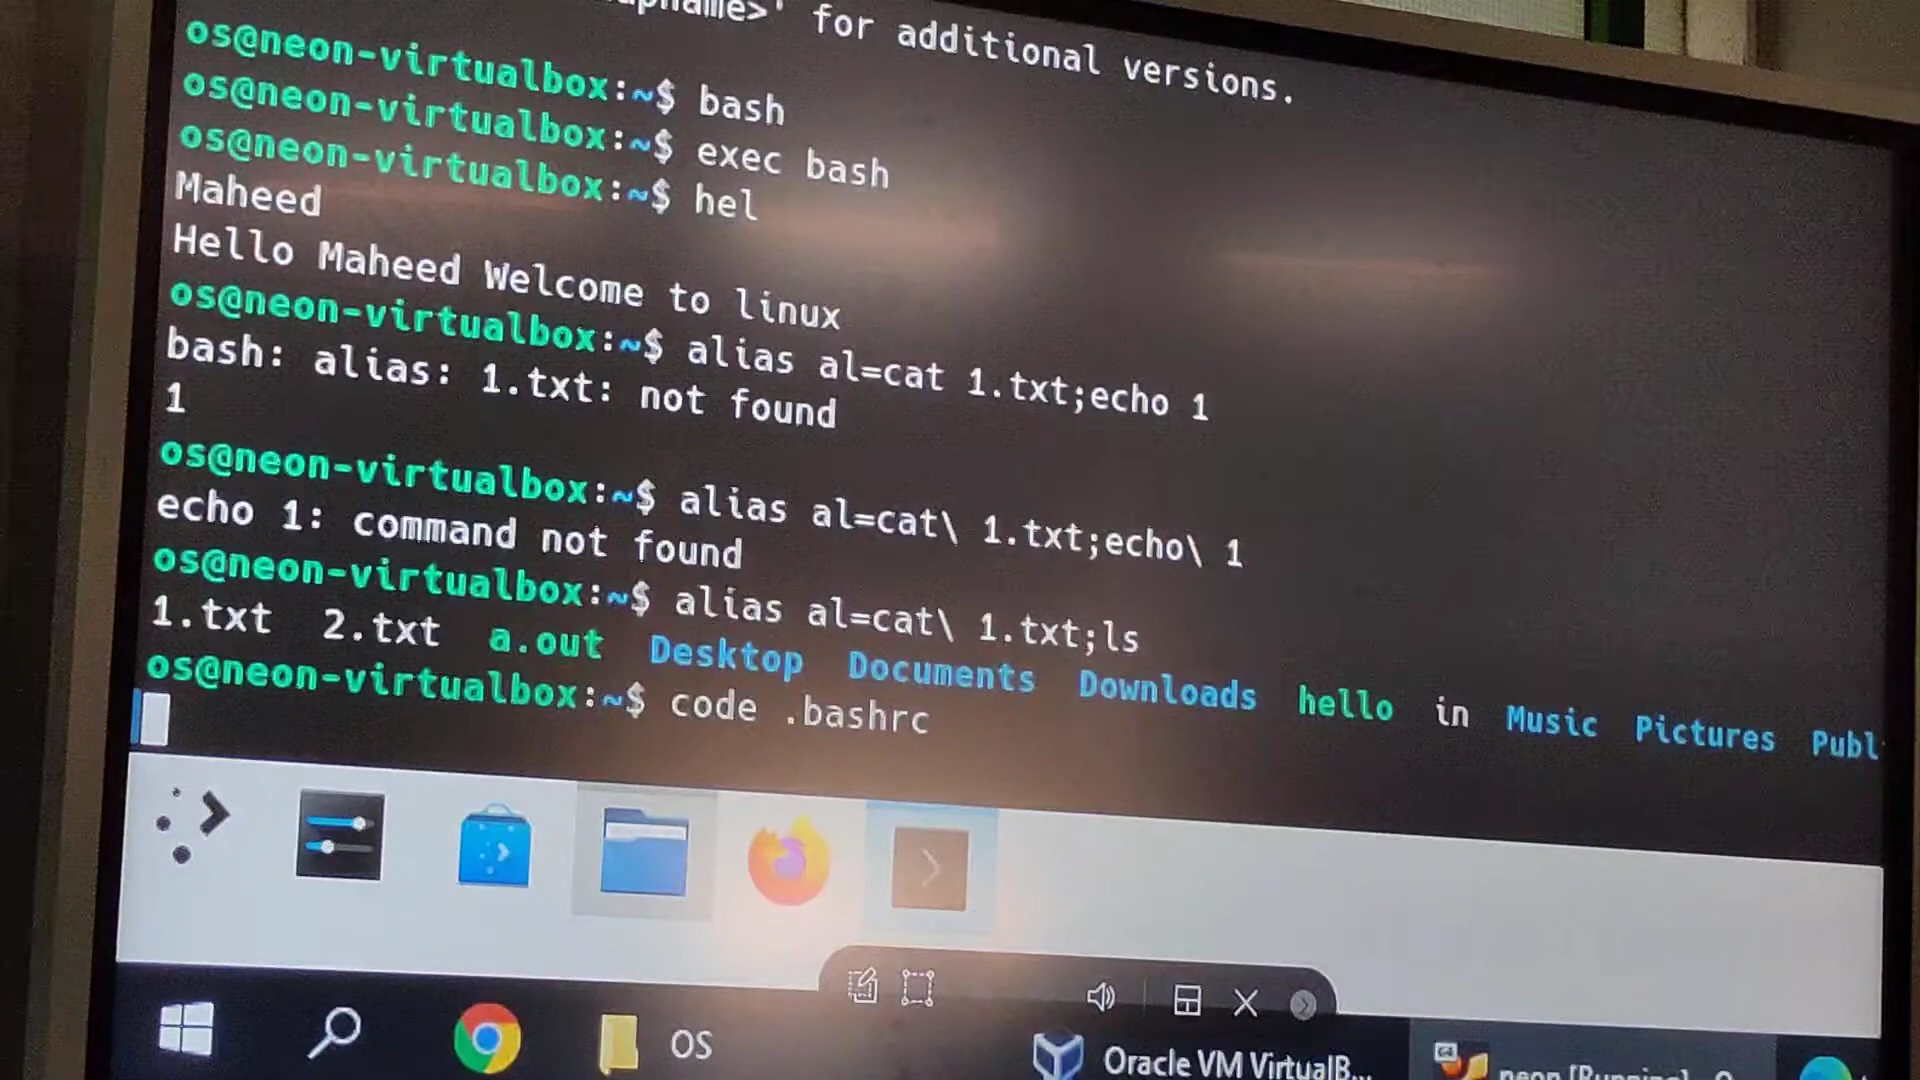 for additional versions.
os@neon-virtualbox:~$ bash
os@neon-virtualbox:~$ exec bash
os@neon-virtualbox:~$ hel
Maheed
Hello Maheed Welcome to linux
os@neon-virtualbox:~$ alias al=cat 1.txt;echo 1
bash: alias: 1.txt: not found
1
os@neon-virtualbox:~$ alias al=cat\ 1.txt;echo\ 1
echo 1: command not found
os@neon-virtualbox:~$ alias al=cat\ 1.txt;ls
1.txt 2.txt a.out Desktop Documents Downloads hello in Music Pictures Publ
os@neon-virtualbox:~$ code .bashrc
OS
Oracle VM VirtualB...
neon [Running]